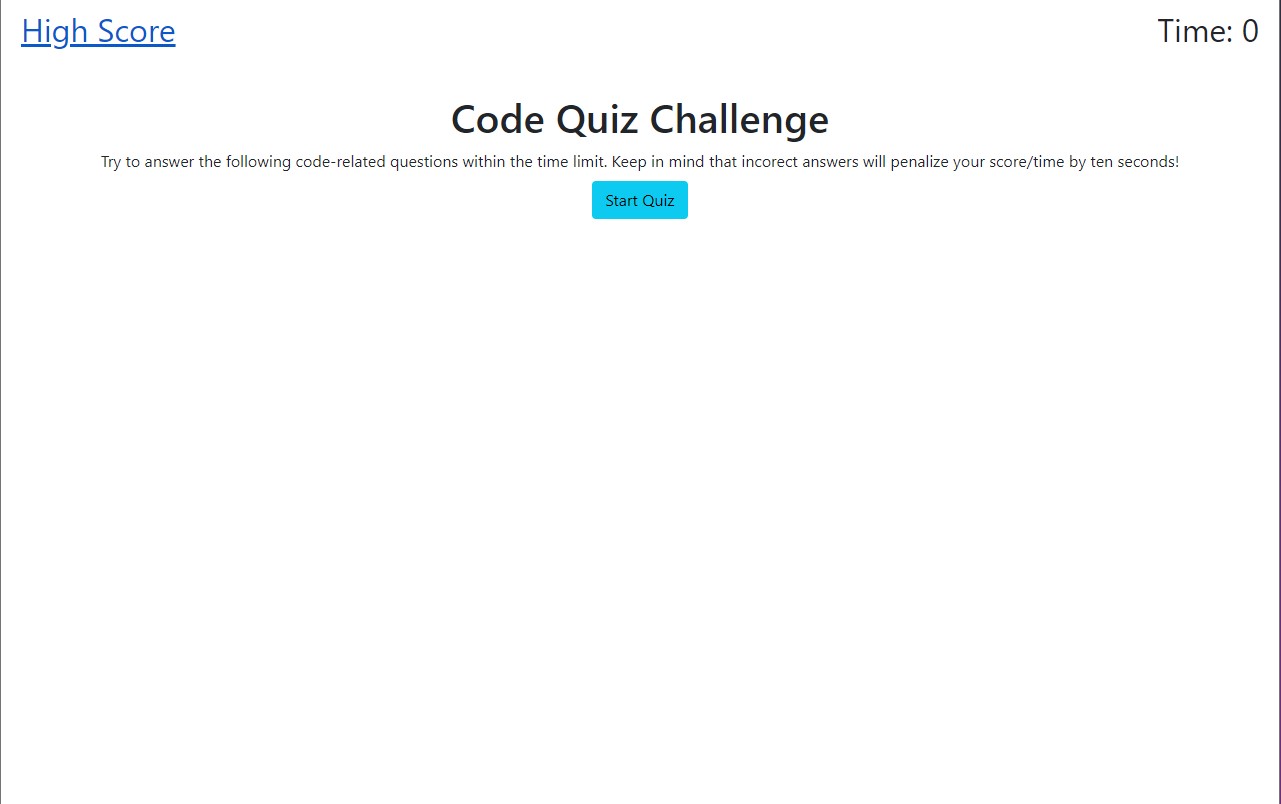 High Score
Time: 0
Code Quiz Challenge
Try to answer the following code-related questions within the time limit. Keep in mind that incorect answers will penalize your score/time by ten seconds!
Start Quiz